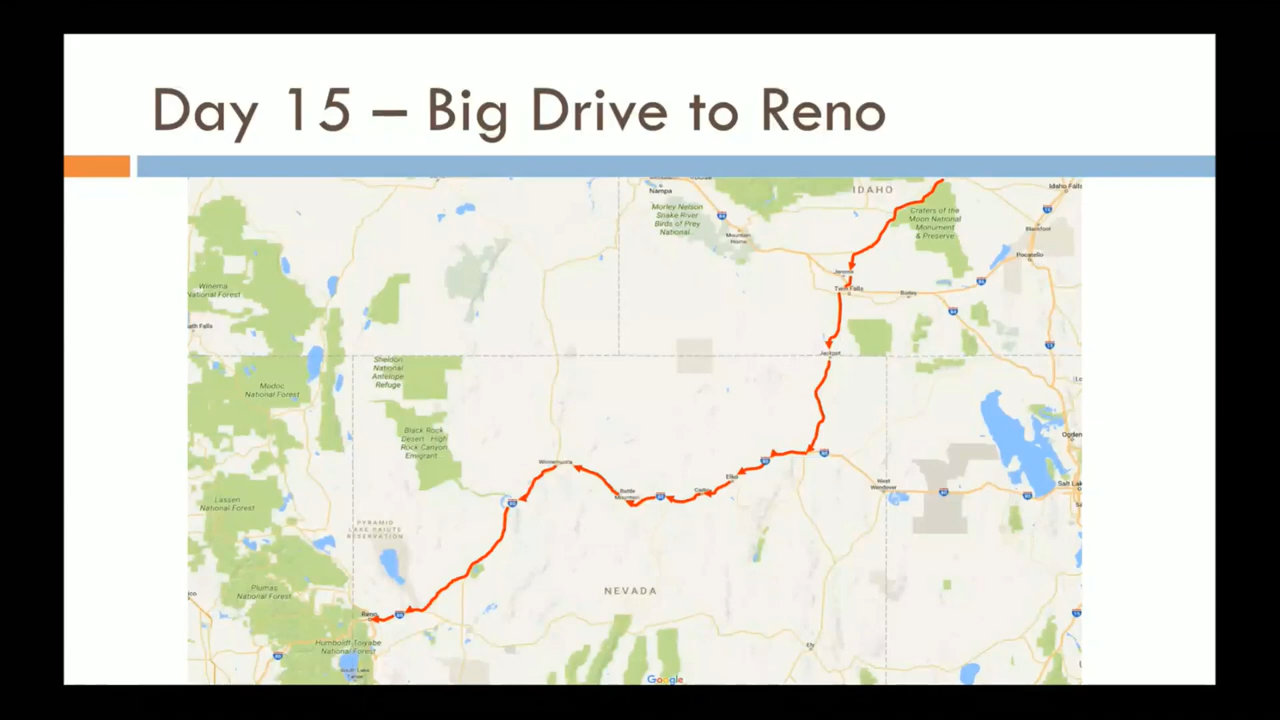 Day 15 – Big Drive to Reno
IDAHO
Nampa
Idaho Falls
Morley Nelson
Snake River
Birds of Prey
National...
Craters of the
Moon National
Monument
& Preserve
Mountain
Home
Blackfoot
Pocatello
Jerome
Twin Falls
Burley
Winema
National Forest
ath Falls
Jackpot
Sheldon
National
Antelope
Refuge
Modoc
National Forest
Black Rock
Desert High
Rock Canyon
Emigrant
Ogden
Winnemucca
Elko
West
Wendover
Salt Lak
Battle
Mountain
Carlin
Lassen
National Forest
PYRAMID
LAKE PAIUTE
RESERVATION
NEVADA
Plumas
National Forest
Reno
Humboldt-Toiyabe
National Forest
South Lake
Tahoe
Ely
Google